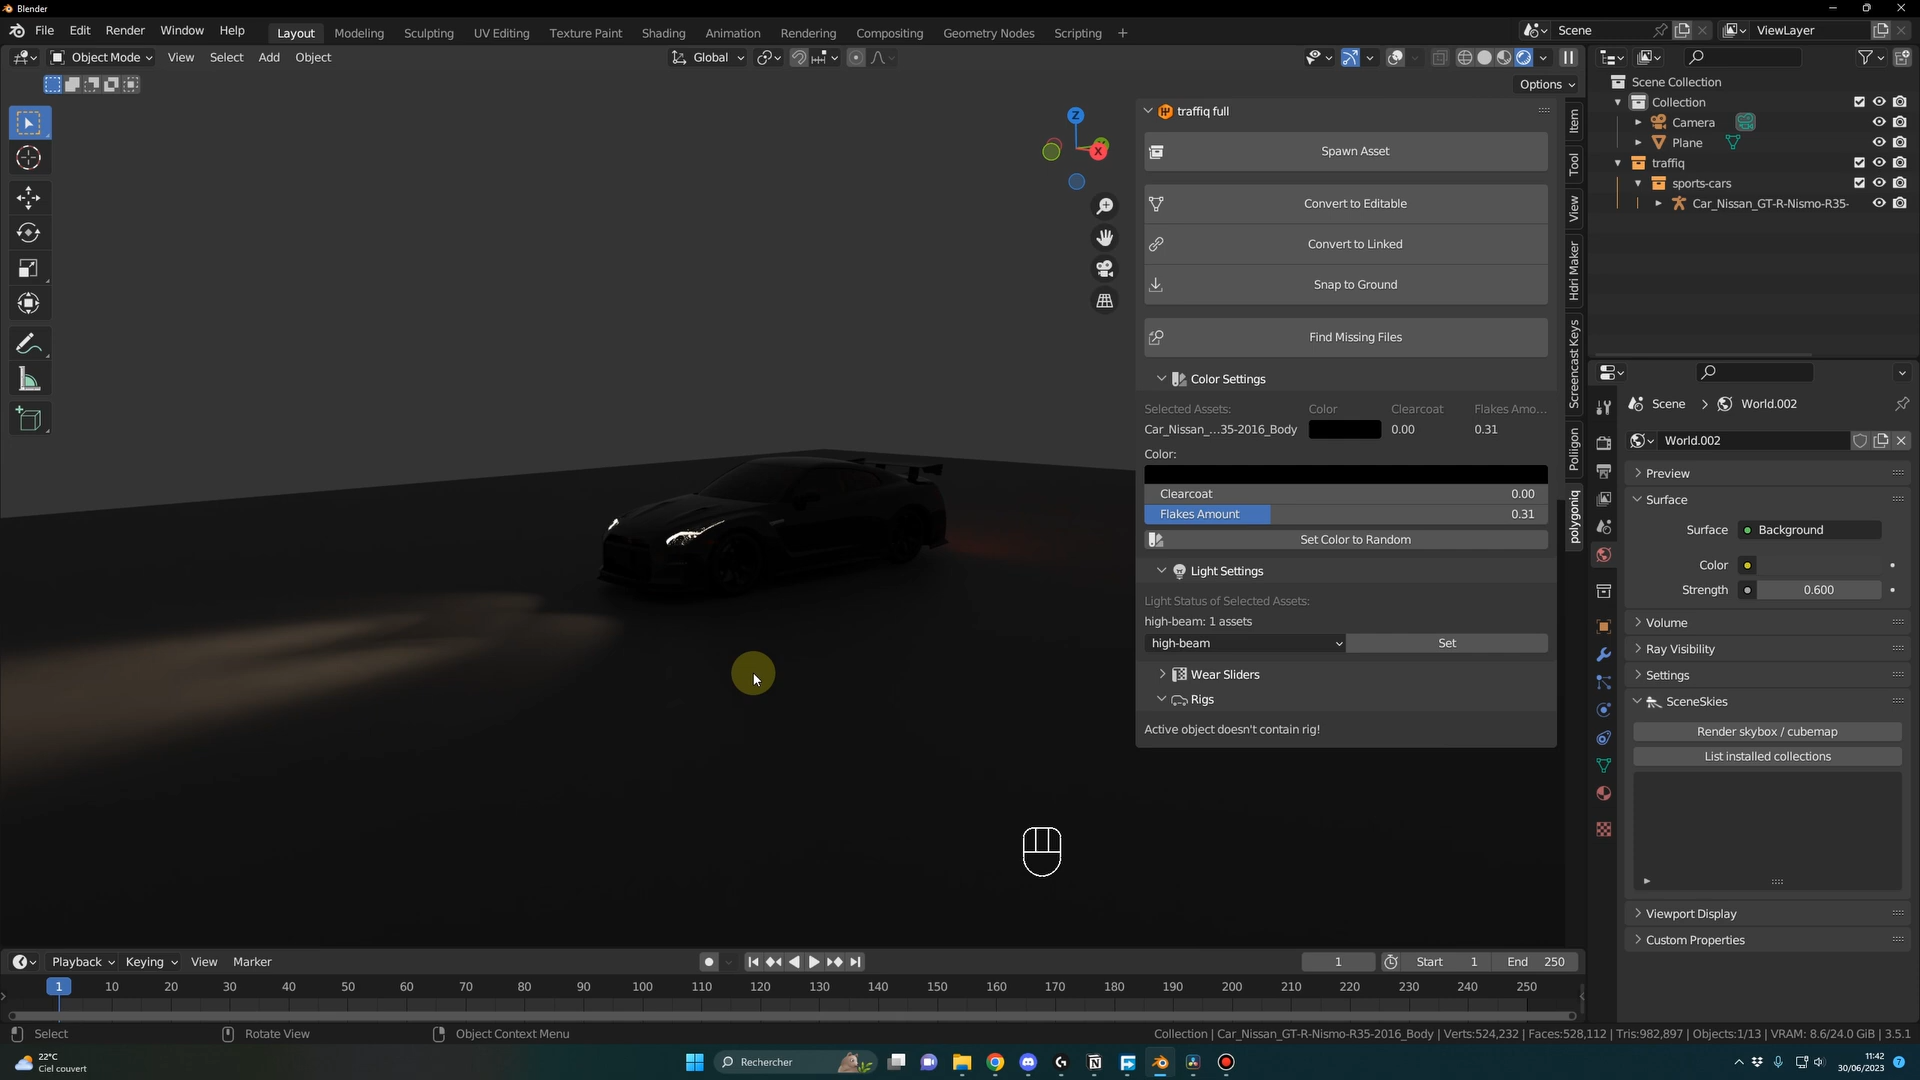 Blender
File Edit Render Window Help Layout Modeling Sculpting UV Editing Texture Paint Shading Animation Rendering Compositing Geometry Nodes Scripting + Scene ViewLayer
Object Mode View Select Add Object Global
Options
Scene Collection
Collection
Camera
Plane
traffiq
sports-cars
Car_Nissan_GT-R-Nismo-R35-
Z
X
traffiq full
Spawn Asset
Convert to Editable
Convert to Linked
Snap to Ground
Find Missing Files
Color Settings
Selected Assets: Color Clearcoat Flakes Amo...
Car_Nissan_...35-2016_Body 0.00 0.31
Color:
Clearcoat 0.00
Flakes Amount 0.31
Set Color to Random
Light Settings
Light Status of Selected Assets:
high-beam: 1 assets
high-beam Set
Wear Sliders
Rigs
Active object doesn't contain rig!
Item
Tool
View
Hdri Maker
Screencast Keys
Poliigon
polygoniq
Scene World.002
World.002
Preview
Surface
Surface Background
Color
Strength 0.600
Volume
Ray Visibility
Settings
SceneSkies
Render skybox / cubemap
List installed collections
Viewport Display
Custom Properties
Playback Keying View Marker 1 Start 1 End 250
1 10 20 30 40 50 60 70 80 90 100 110 120 130 140 150 160 170 180 190 200 210 220 230 240 250
Select Rotate View Object Context Menu Collection | Car_Nissan_GT-R-Nismo-R35-2016_Body | Verts:524,232 | Faces:528,112 | Tris:982,897 | Objects:1/13 | VRAM: 8.6/24.0 GiB | 3.5.1
22°C
Ciel couvert
Rechercher
11:42
30/06/2023
7